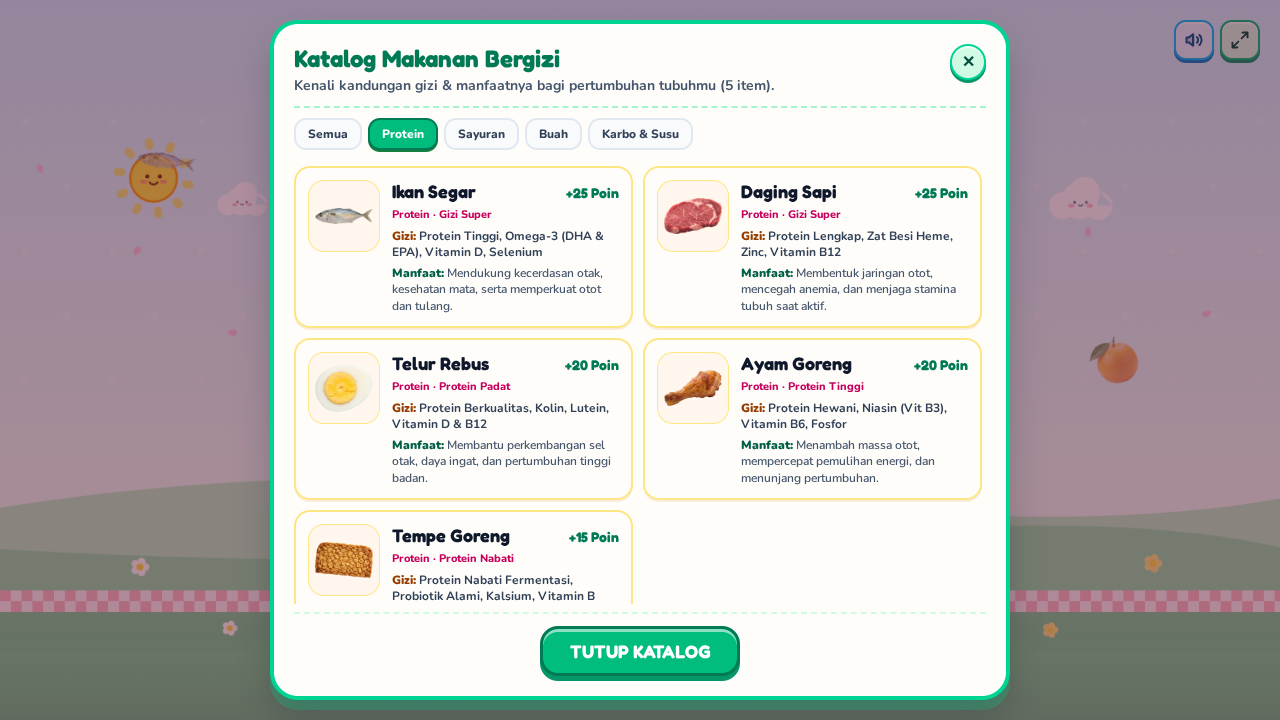 Katalog Makanan Bergizi
Kenali kandungan gizi & manfaatnya bagi pertumbuhan tubuhmu (5 item).
Semua
Protein
Sayuran
Buah
Karbo & Susu
Ikan Segar
+25 Poin
Protein · Gizi Super
Gizi: Protein Tinggi, Omega-3 (DHA &
EPA), Vitamin D, Selenium
Manfaat: Mendukung kecerdasan otak,
kesehatan mata, serta memperkuat otot
dan tulang.
Daging Sapi
+25 Poin
Protein · Gizi Super
Gizi: Protein Lengkap, Zat Besi Heme,
Zinc, Vitamin B12
Manfaat: Membentuk jaringan otot,
mencegah anemia, dan menjaga stamina
tubuh saat aktif.
Telur Rebus
+20 Poin
Protein · Protein Padat
Gizi: Protein Berkualitas, Kolin, Lutein,
Vitamin D & B12
Manfaat: Membantu perkembangan sel
otak, daya ingat, dan pertumbuhan tinggi
badan.
Ayam Goreng
+20 Poin
Protein · Protein Tinggi
Gizi: Protein Hewani, Niasin (Vit B3),
Vitamin B6, Fosfor
Manfaat: Menambah massa otot,
mempercepat pemulihan energi, dan
menunjang pertumbuhan.
Tempe Goreng
+15 Poin
Protein · Protein Nabati
Gizi: Protein Nabati Fermentasi,
Probiotik Alami, Kalsium, Vitamin B
TUTUP KATALOG